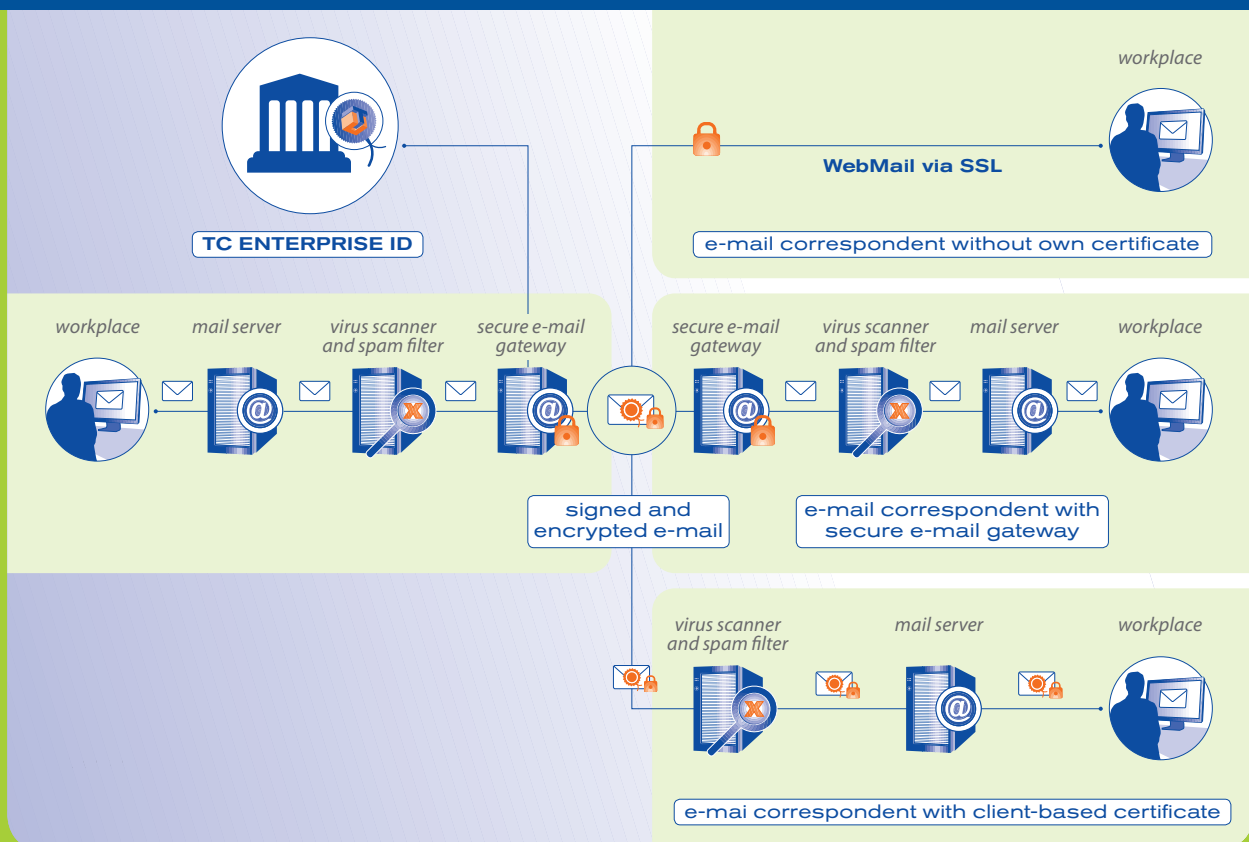 workplace
WebMail via SSL
TC ENTERPRISE ID
e-mail correspondent without own certificate
workplace
mail server
virus scanner
and spam filter
secure e-mail
gateway
secure e-mail
gateway
virus scanner
and spam filter
mail server
workplace
@
X
@
@
X
@
signed and
encrypted e-mail
e-mail correspondent with
secure e-mail gateway
virus scanner
and spam filter
mail server
workplace
X
@
e-mai correspondent with client-based certificate